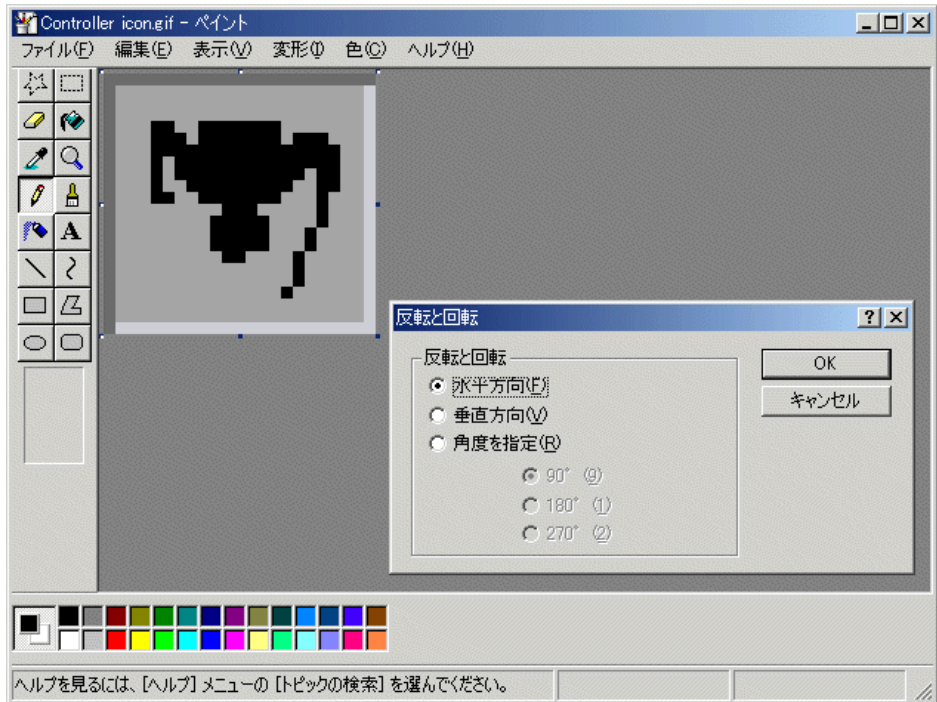 Controller icon.gif - ペイント
ファイル(F) 編集(E) 表示(V) 変形(I) 色(C) ヘルプ(H)
A
反転と回転
反転と回転
水平方向(F)
垂直方向(V)
角度を指定(R)
90° (9)
180° (1)
270° (2)
OK
キャンセル
ヘルプを見るには、[ヘルプ] メニューの [トピックの検索] を選んでください。